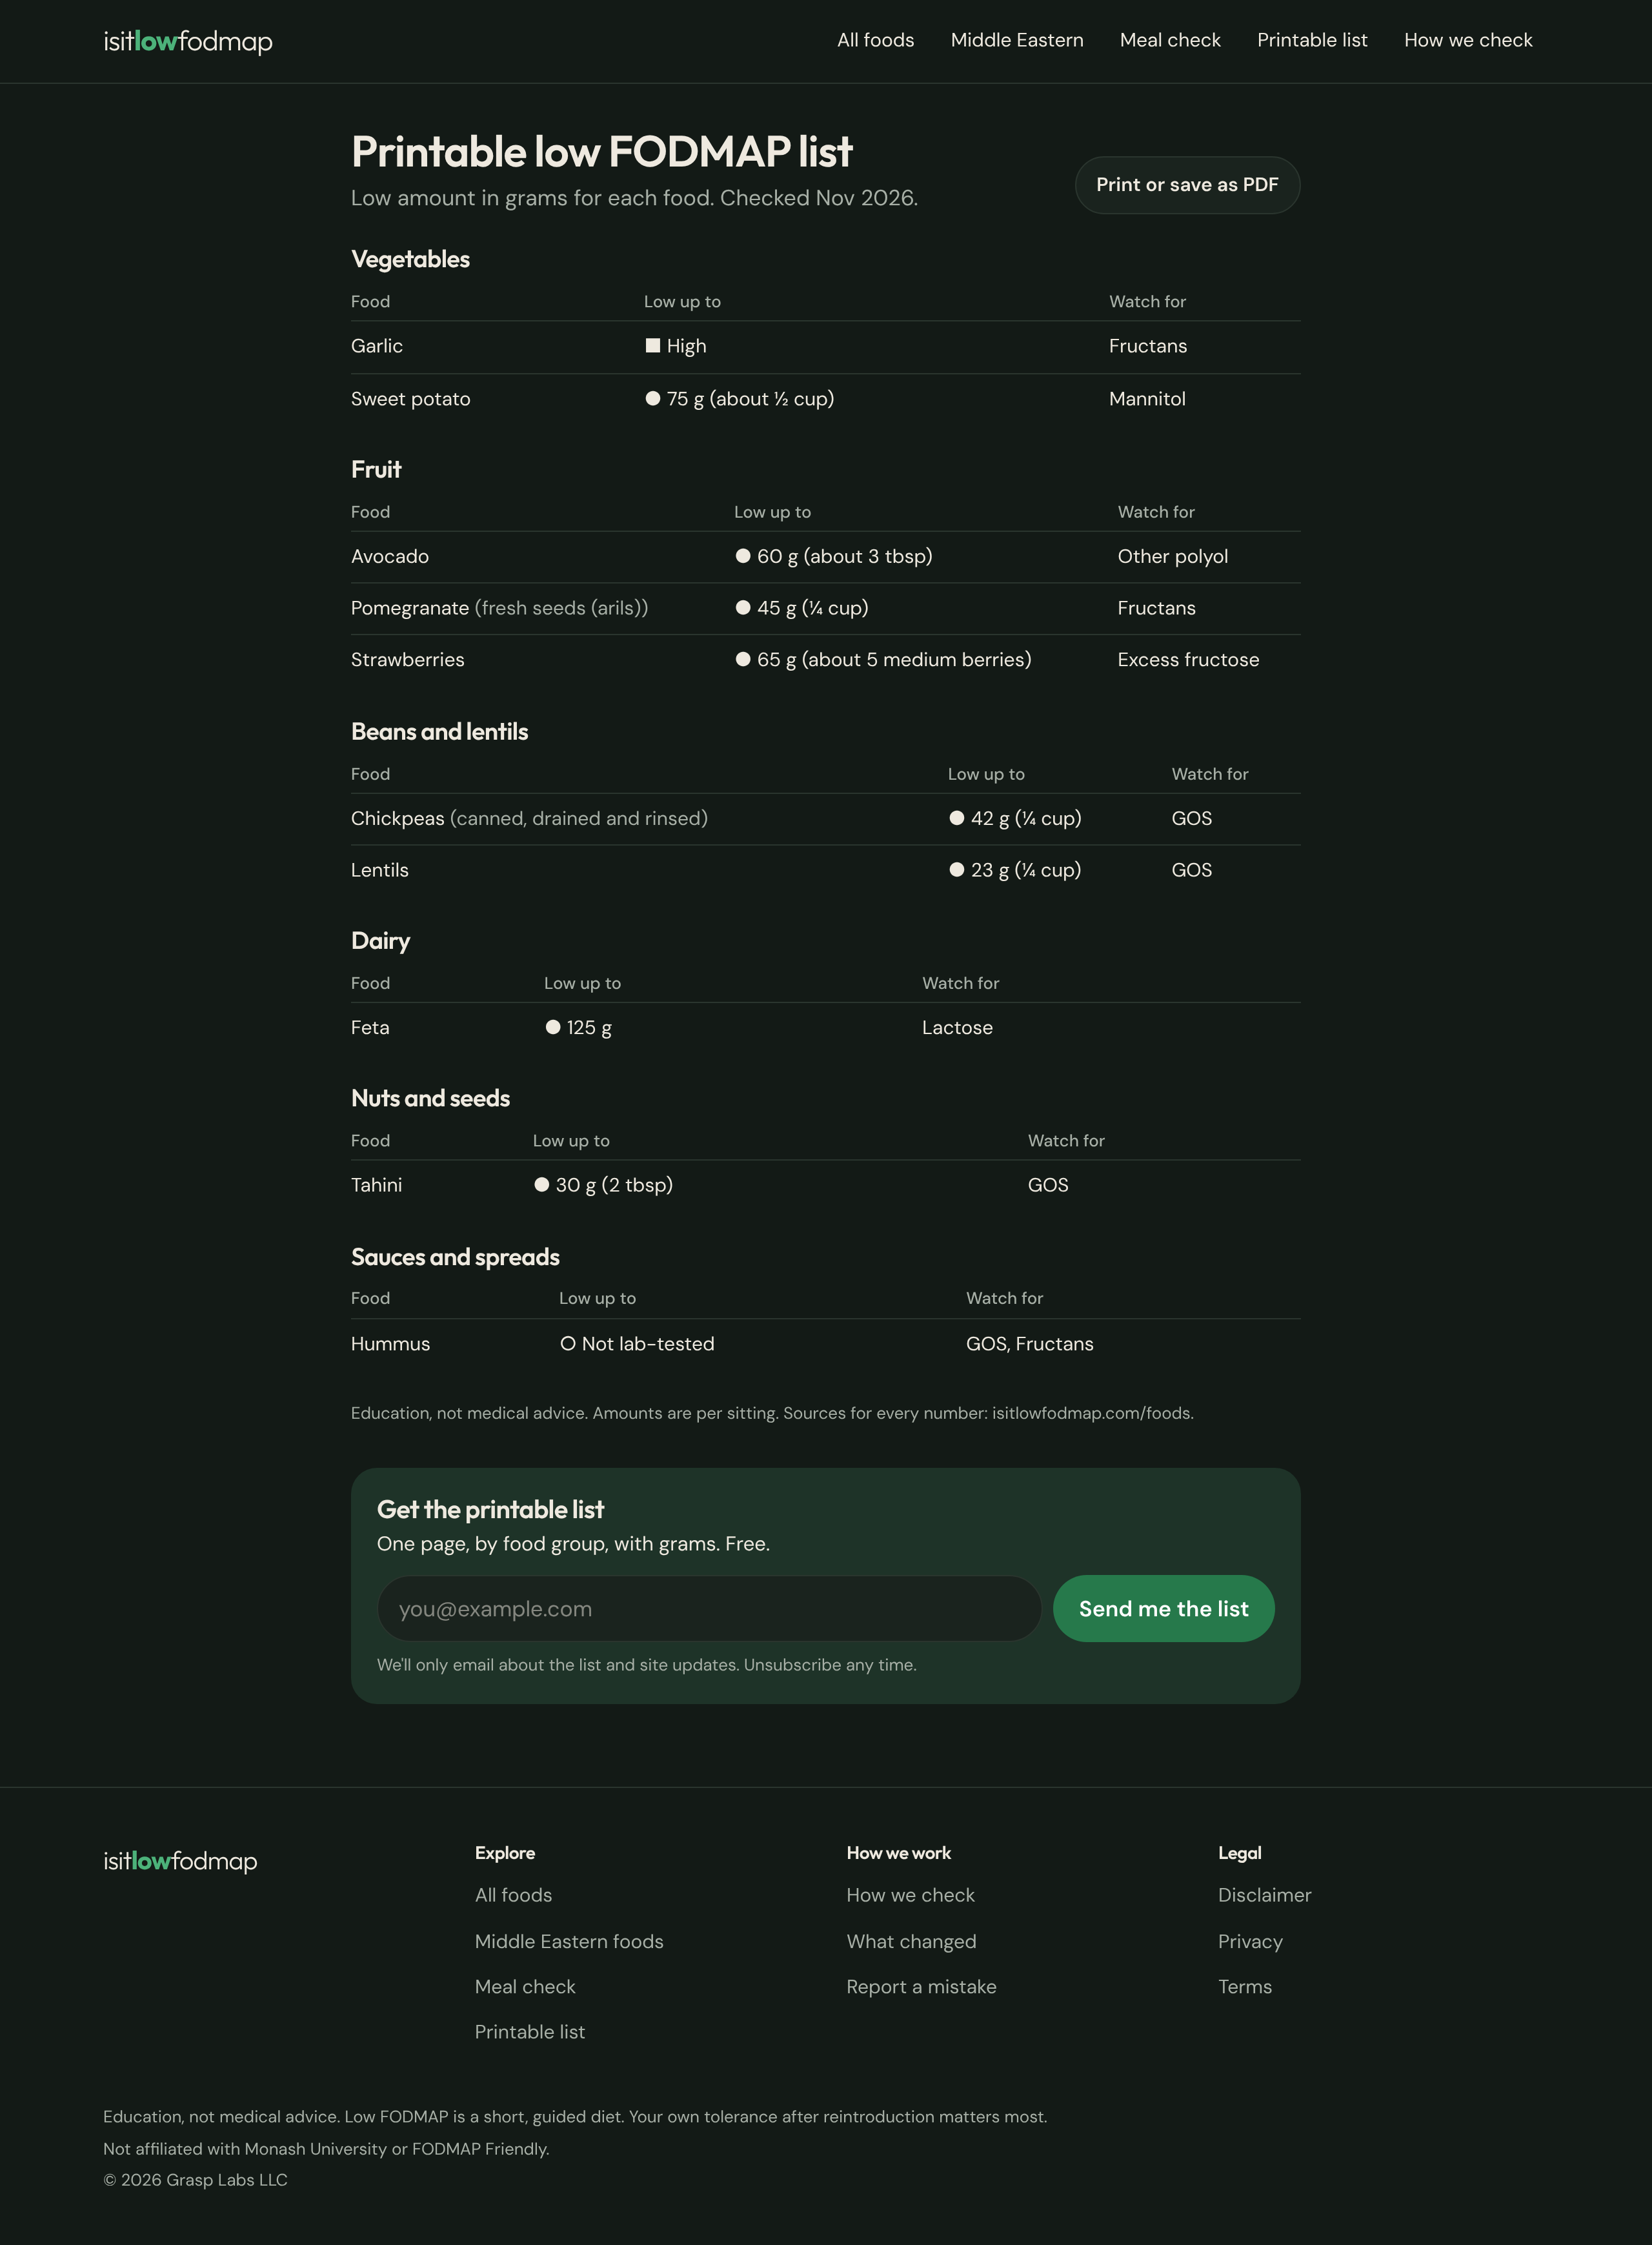 isitlowfodmap
All foods Middle Eastern Meal check Printable list How we check
Printable low FODMAP list
Low amount in grams for each food. Checked Nov 2026.
Print or save as PDF
Vegetables
Food Low up to Watch for
Garlic ■ High Fructans
Sweet potato ● 75 g (about ½ cup) Mannitol
Fruit
Food Low up to Watch for
Avocado ● 60 g (about 3 tbsp) Other polyol
Pomegranate (fresh seeds (arils)) ● 45 g (¼ cup) Fructans
Strawberries ● 65 g (about 5 medium berries) Excess fructose
Beans and lentils
Food Low up to Watch for
Chickpeas (canned, drained and rinsed) ● 42 g (¼ cup) GOS
Lentils ● 23 g (¼ cup) GOS
Dairy
Food Low up to Watch for
Feta ● 125 g Lactose
Nuts and seeds
Food Low up to Watch for
Tahini ● 30 g (2 tbsp) GOS
Sauces and spreads
Food Low up to Watch for
Hummus ○ Not lab-tested GOS, Fructans
Education, not medical advice. Amounts are per sitting. Sources for every number: isitlowfodmap.com/foods.
Get the printable list
One page, by food group, with grams. Free.
you@example.com
Send me the list
We'll only email about the list and site updates. Unsubscribe any time.
isitlowfodmap
Explore
All foods
Middle Eastern foods
Meal check
Printable list
How we work
How we check
What changed
Report a mistake
Legal
Disclaimer
Privacy
Terms
Education, not medical advice. Low FODMAP is a short, guided diet. Your own tolerance after reintroduction matters most.
Not affiliated with Monash University or FODMAP Friendly.
© 2026 Grasp Labs LLC